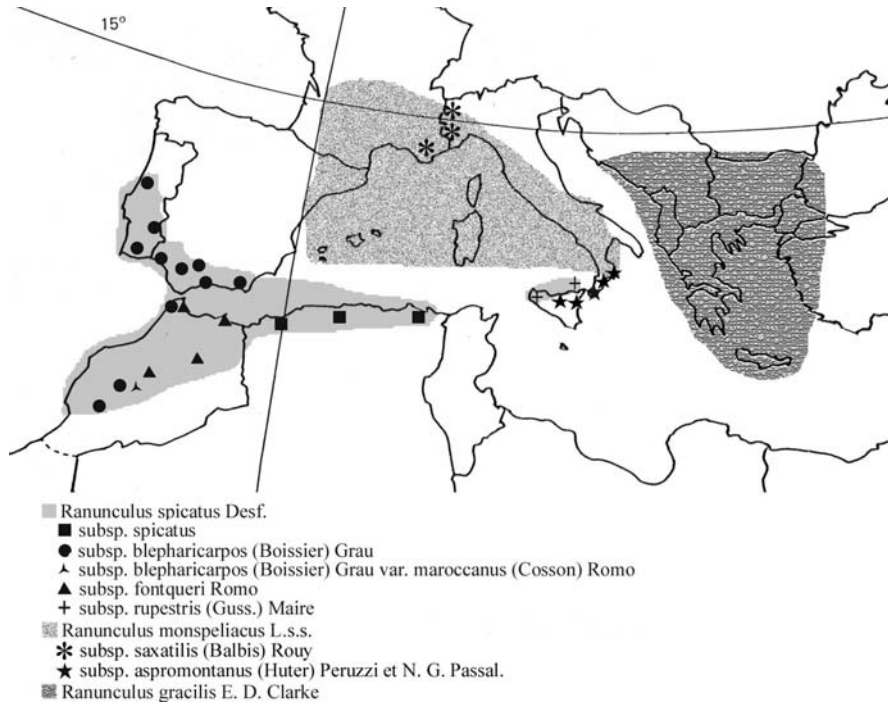 15°
Ranunculus spicatus Desf.
subsp. spicatus
subsp. blepharicarpos (Boissier) Grau
subsp. blepharicarpos (Boissier) Grau var. maroccanus (Cosson) Romo
subsp. fontqueri Romo
subsp. rupestris (Guss.) Maire
Ranunculus monspeliacus L.s.s.
subsp. saxatilis (Balbis) Rouy
subsp. aspromontanus (Huter) Peruzzi et N. G. Passal.
Ranunculus gracilis E. D. Clarke